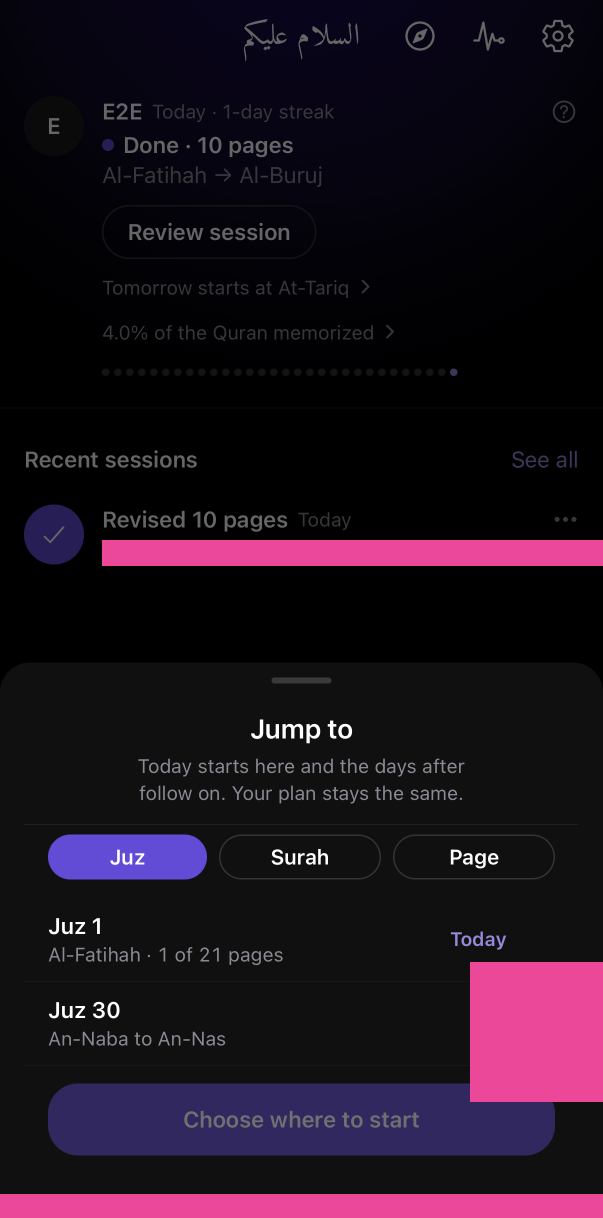 السلام عليكم
E
E2E Today · 1-day streak
?
Done · 10 pages
Al-Fatihah → Al-Buruj
Review session
Tomorrow starts at At-Tariq >
4.0% of the Quran memorized >
Recent sessions See all
Revised 10 pages Today
Jump to
Today starts here and the days after
follow on. Your plan stays the same.
Juz Surah Page
Juz 1
Today
Al-Fatihah · 1 of 21 pages
Juz 30
An-Naba to An-Nas
Choose where to start